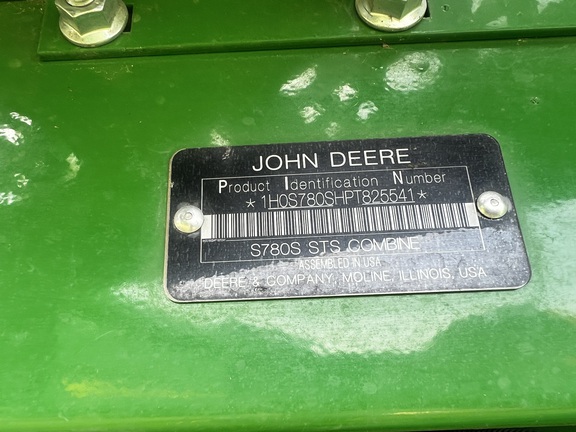 JOHN DEERE
Product Identification Number
*1H0S780SHPT825541*
S780S STS COMBINE
ASSEMBLED IN USA
DEERE & COMPANY, MOLINE, ILLINOIS, USA